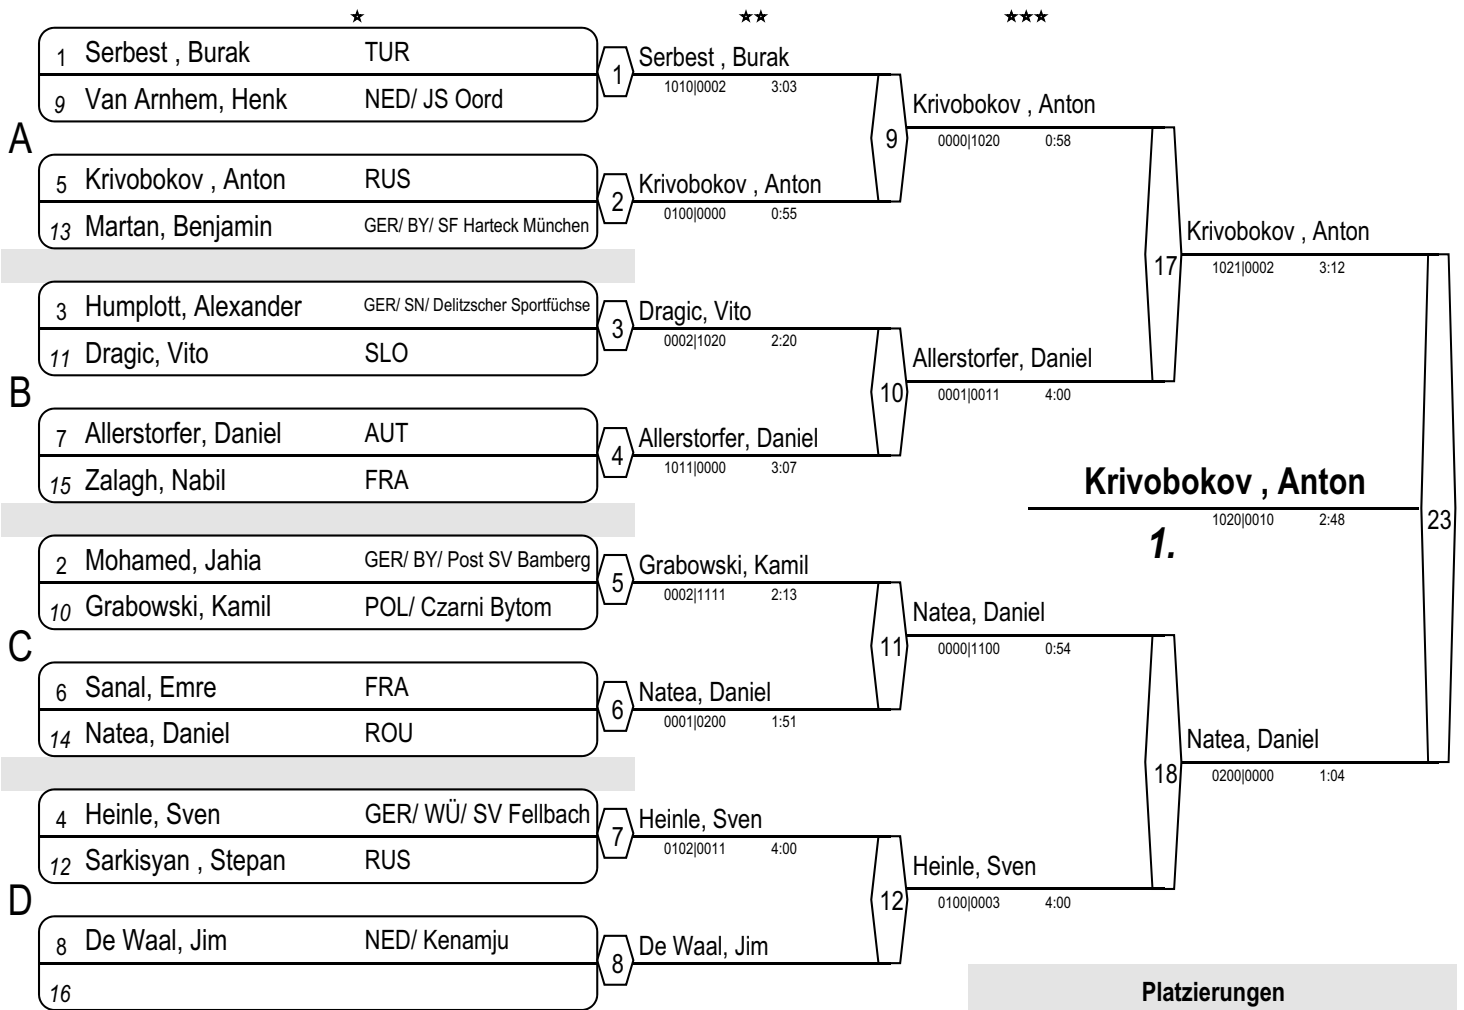 1 Serbest , Burak TUR
9 Van Arnhem, Henk NED/ JS Oord
A
5 Krivobokov , Anton RUS
13 Martan, Benjamin GER/ BY/ SF Harteck München
3 Humplott, Alexander GER/ SN/ Delitzscher Sportfüchse
11 Dragic, Vito SLO
B
7 Allerstorfer, Daniel AUT
15 Zalagh, Nabil FRA
2 Mohamed, Jahia GER/ BY/ Post SV Bamberg
10 Grabowski, Kamil POL/ Czarni Bytom
C
6 Sanal, Emre FRA
14 Natea, Daniel ROU
4 Heinle, Sven GER/ WÜ/ SV Fellbach
12 Sarkisyan , Stepan RUS
D
8 De Waal, Jim NED/ Kenamju
16
1 Serbest , Burak
1010|0002 3:03
2 Krivobokov , Anton
0100|0000 0:55
3 Dragic, Vito
0002|1020 2:20
4 Allerstorfer, Daniel
1011|0000 3:07
5 Grabowski, Kamil
0002|1111 2:13
6 Natea, Daniel
0001|0200 1:51
7 Heinle, Sven
0102|0011 4:00
8 De Waal, Jim
9 Krivobokov , Anton
0000|1020 0:58
10 Allerstorfer, Daniel
0001|0011 4:00
11 Natea, Daniel
0000|1100 0:54
12 Heinle, Sven
0100|0003 4:00
17 Krivobokov , Anton
1021|0002 3:12
18 Natea, Daniel
0200|0000 1:04
Krivobokov , Anton
23
1020|0010 2:48
1.
Platzierungen